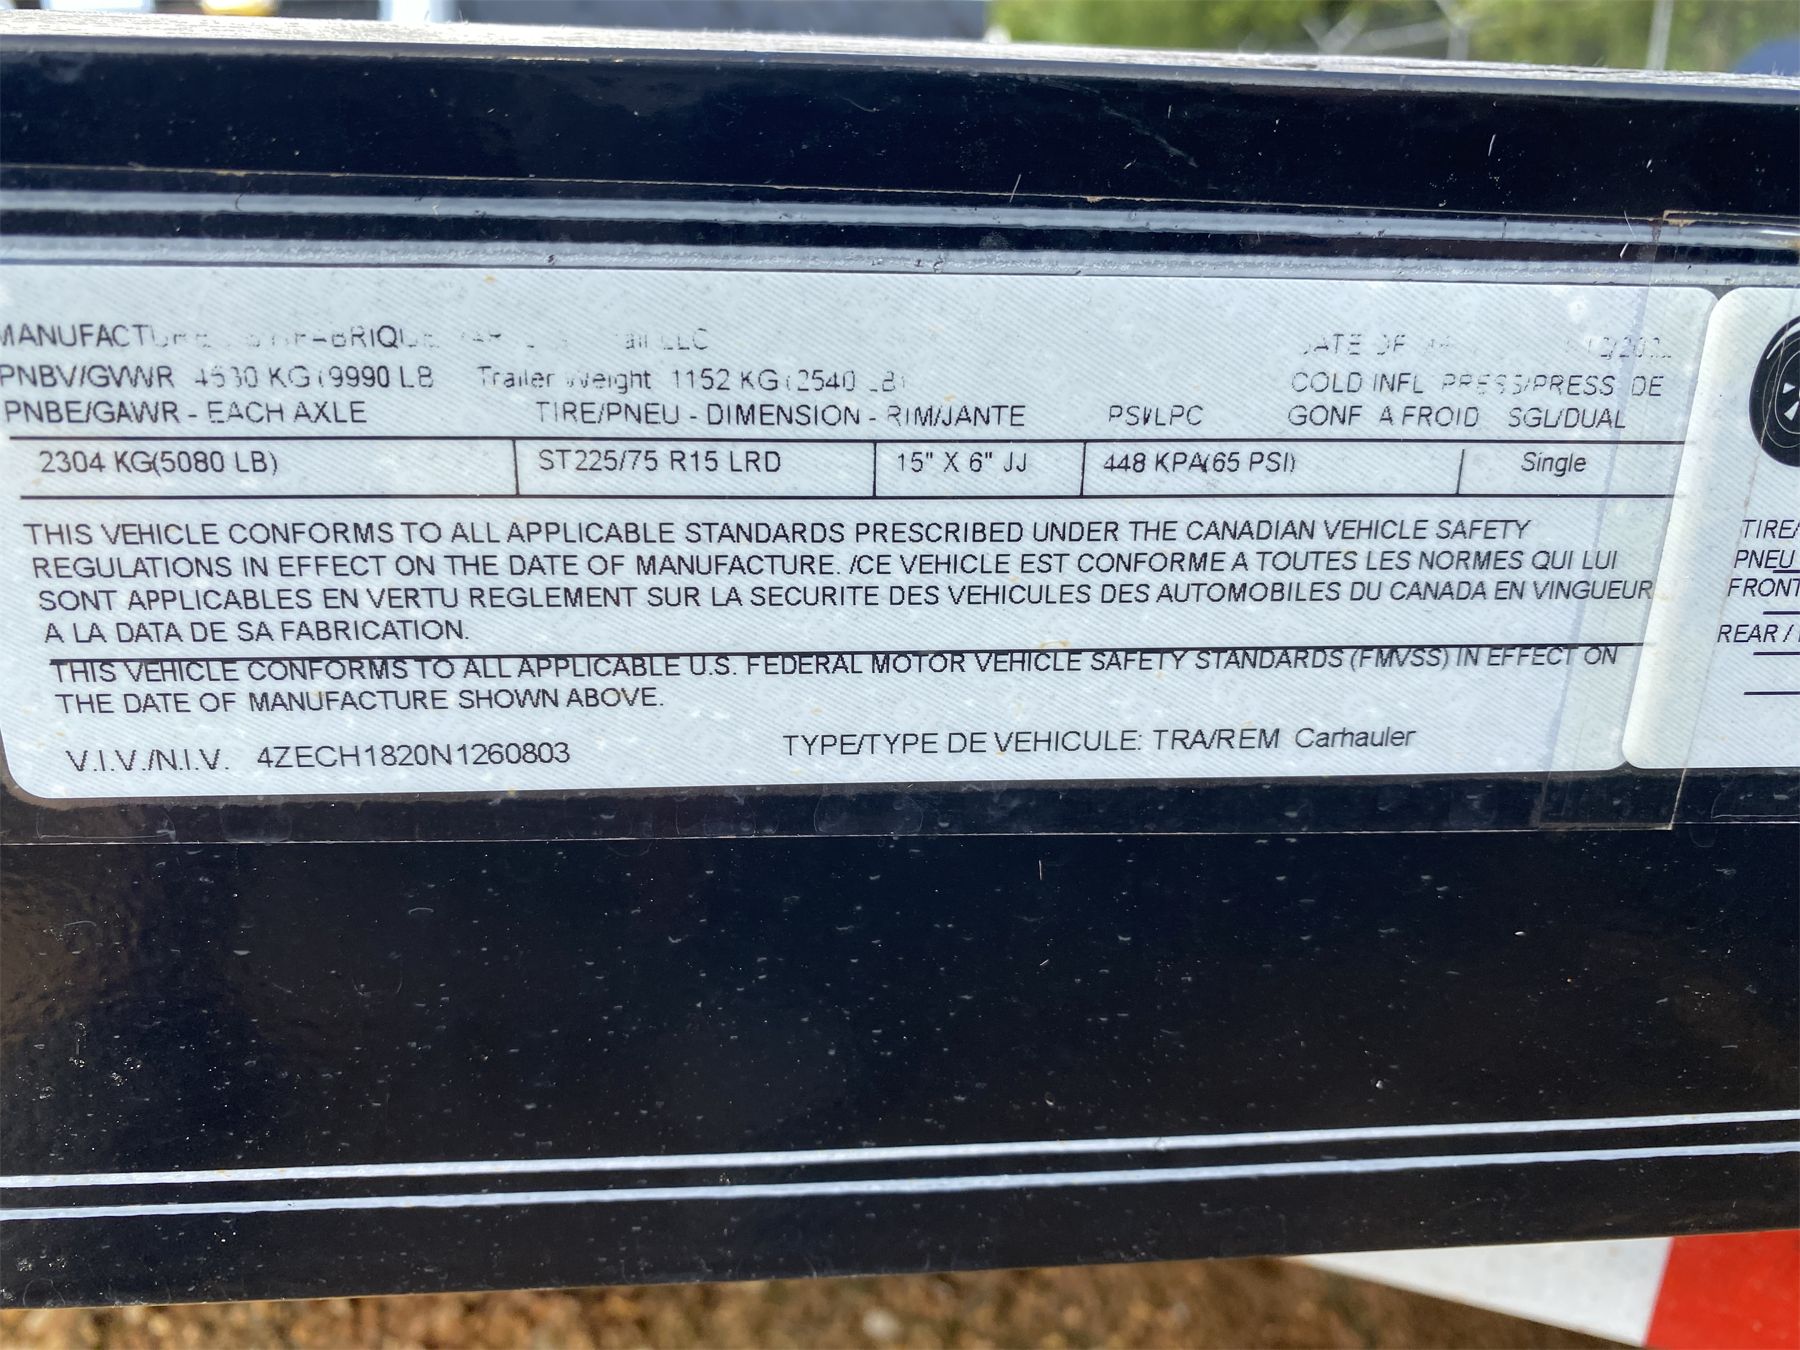 PNBV/GVWR 4530 KG (9990 LB Trailer Weight 1152 KG (2540 LB)
COLD INFL PRESS/PRESS DE
PNBE/GAWR - EACH AXLE TIRE/PNEU - DIMENSION - RIM/JANTE PSI/LPC GONF A FROID SGL/DUAL
2304 KG(5080 LB) ST225/75 R15 LRD 15" X 6" JJ 448 KPA(65 PSI) Single
THIS VEHICLE CONFORMS TO ALL APPLICABLE STANDARDS PRESCRIBED UNDER THE CANADIAN VEHICLE SAFETY
REGULATIONS IN EFFECT ON THE DATE OF MANUFACTURE. /CE VEHICLE EST CONFORME A TOUTES LES NORMES QUI LUI
SONT APPLICABLES EN VERTU REGLEMENT SUR LA SECURITE DES VEHICULES DES AUTOMOBILES DU CANADA EN VINGUEUR
A LA DATA DE SA FABRICATION.
THIS VEHICLE CONFORMS TO ALL APPLICABLE U.S. FEDERAL MOTOR VEHICLE SAFETY STANDARDS (FMVSS) IN EFFECT ON
THE DATE OF MANUFACTURE SHOWN ABOVE.
V.I.V./N.I.V. 4ZECH1820N1260803 TYPE/TYPE DE VEHICULE: TRA/REM Carhauler
TIRE/
PNEU
FRONT
REAR /